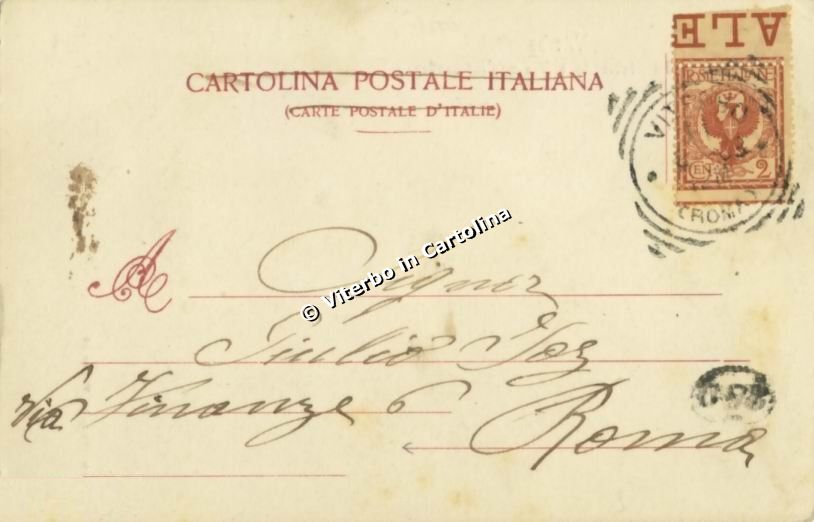 ALE
CARTOLINA POSTALE ITALIANA
(CARTE POSTALE D'ITALIE)
POSTE ITALIANE
CENT. 2
VITERBO
(ROMA)
A
© Viterbo in Cartolina
Signor
Giulio
Via Finanze 6
Roma